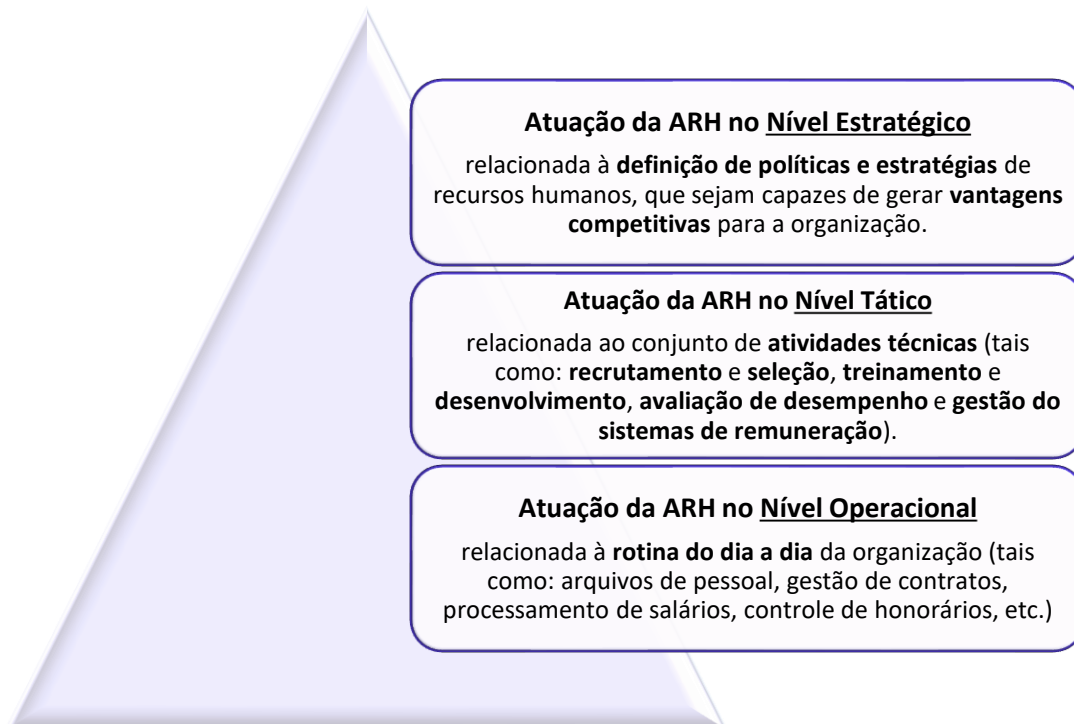 Atuação da ARH no Nível Estratégico
relacionada à definição de políticas e estratégias de
recursos humanos, que sejam capazes de gerar vantagens
competitivas para a organização.
Atuação da ARH no Nível Tático
relacionada ao conjunto de atividades técnicas (tais
como: recrutamento e seleção, treinamento e
desenvolvimento, avaliação de desempenho e gestão do
sistemas de remuneração).
Atuação da ARH no Nível Operacional
relacionada à rotina do dia a dia da organização (tais
como: arquivos de pessoal, gestão de contratos,
processamento de salários, controle de honorários, etc.)